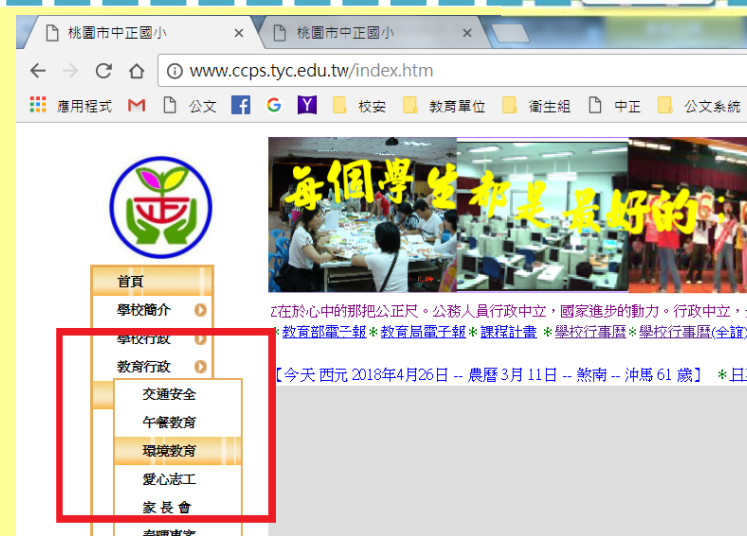 桃園市中正國小
桃園市中正國小
www.ccps.tyc.edu.tw/index.htm
應用程式 公文 校安 教育單位 衛生組 中正 公文系統
每個學生都是最好的：
正
首頁
學校簡介
在於心中的那把公正尺。公務人員行政中立，國家進步的動力。行政中立，
學校行政
*教育部電子報*教育局電子報*課程計畫 *學校行事曆*學校行事曆(全誼)
教育行政
【今天 西元 2018年4月26日 -- 農曆 3月 11日 -- 煞南 -- 沖馬 61 歲】 *日
交通安全
午餐教育
環境教育
愛心志工
家 長 會